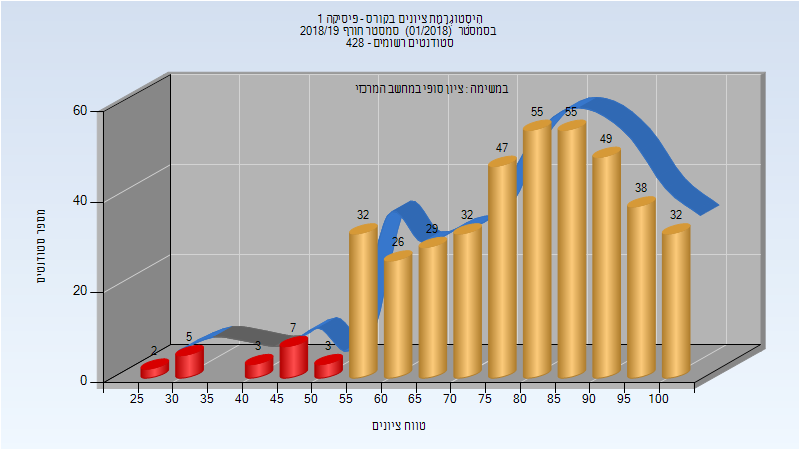 היסטוגרמת ציונים בקורס - פיסיקה 1
בסמסטר (01/2018) סמסטר חורף 2018/19
סטודנטים רשומים - 428
במשימה : ציון סופי במחשב המרכזי
מספר סטודנטים
60
40
20
0
2
5
3
7
3
32
26
29
32
47
55
55
49
38
32
25 30 35 40 45 50 55 60 65 70 75 80 85 90 95 100
טווח ציונים